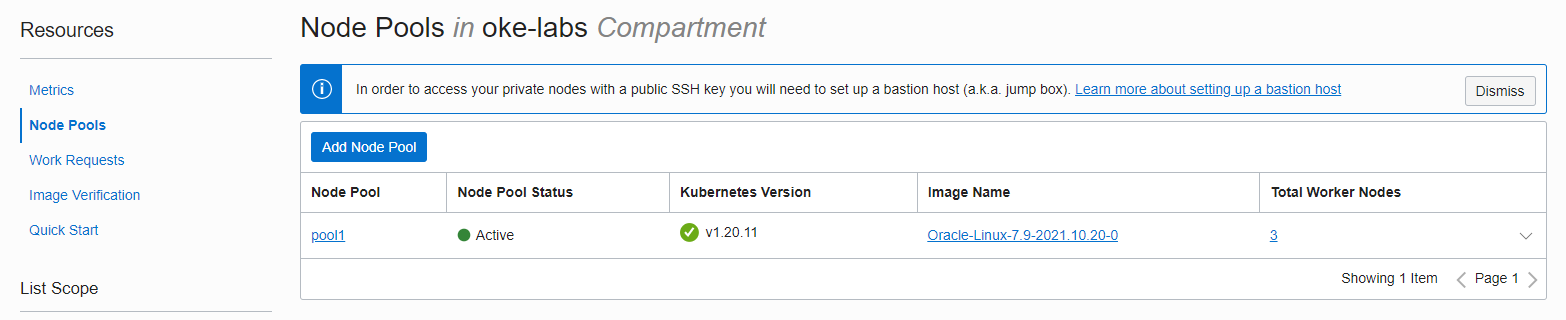 Resources
Metrics
Node Pools
Work Requests
Image Verification
Quick Start
List Scope
Node Pools in oke-labs Compartment
In order to access your private nodes with a public SSH key you will need to set up a bastion host (a.k.a. jump box). Learn more about setting up a bastion host
Dismiss
Add Node Pool
Node Pool Node Pool Status Kubernetes Version Image Name Total Worker Nodes
pool1 Active v1.20.11 Oracle-Linux-7.9-2021.10.20-0 3
Showing 1 Item Page 1